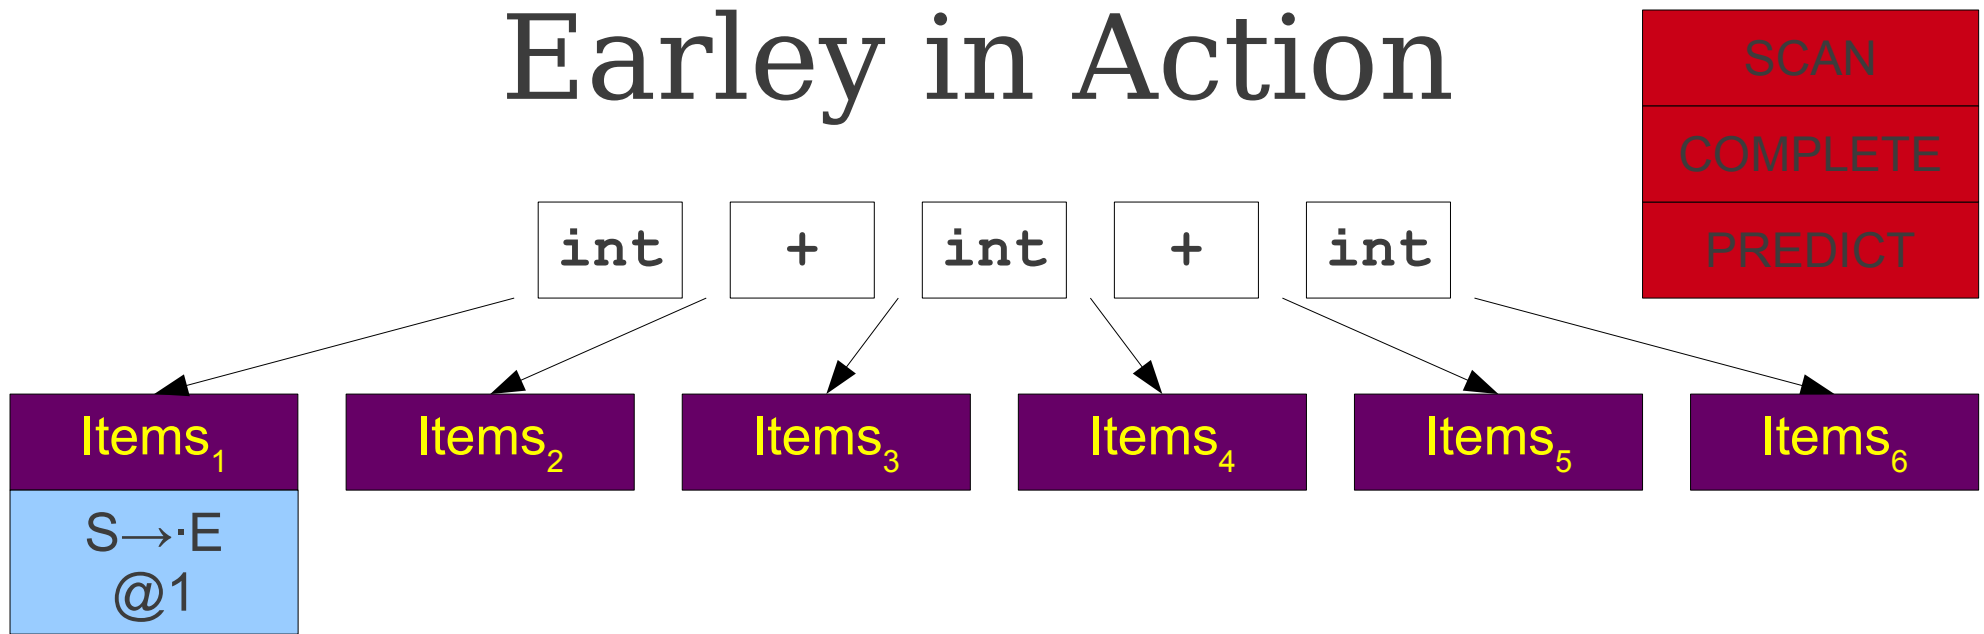 Earley in Action
SCAN
COMPLETE
PREDICT
int + int + int
Items₁ Items₂ Items₃ Items₄ Items₅ Items₆
S→·E
@1